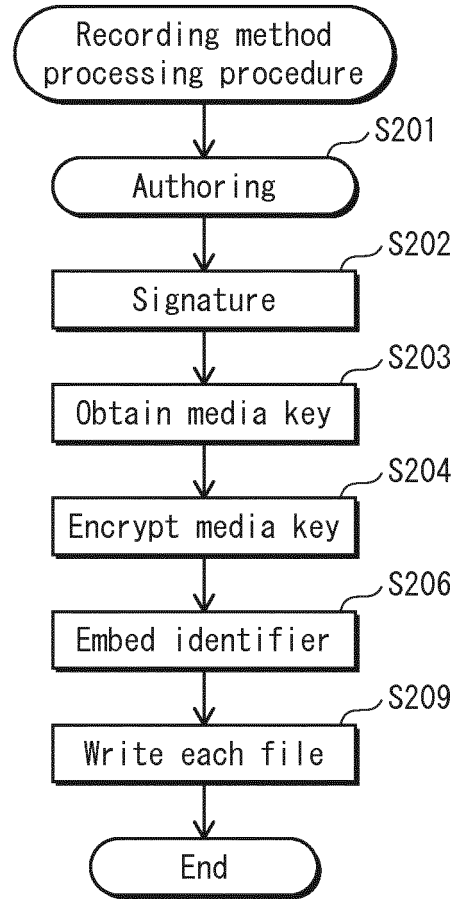 Recording method
processing procedure
S201
Authoring
S202
Signature
S203
Obtain media key
S204
Encrypt media key
S206
Embed identifier
S209
Write each file
End